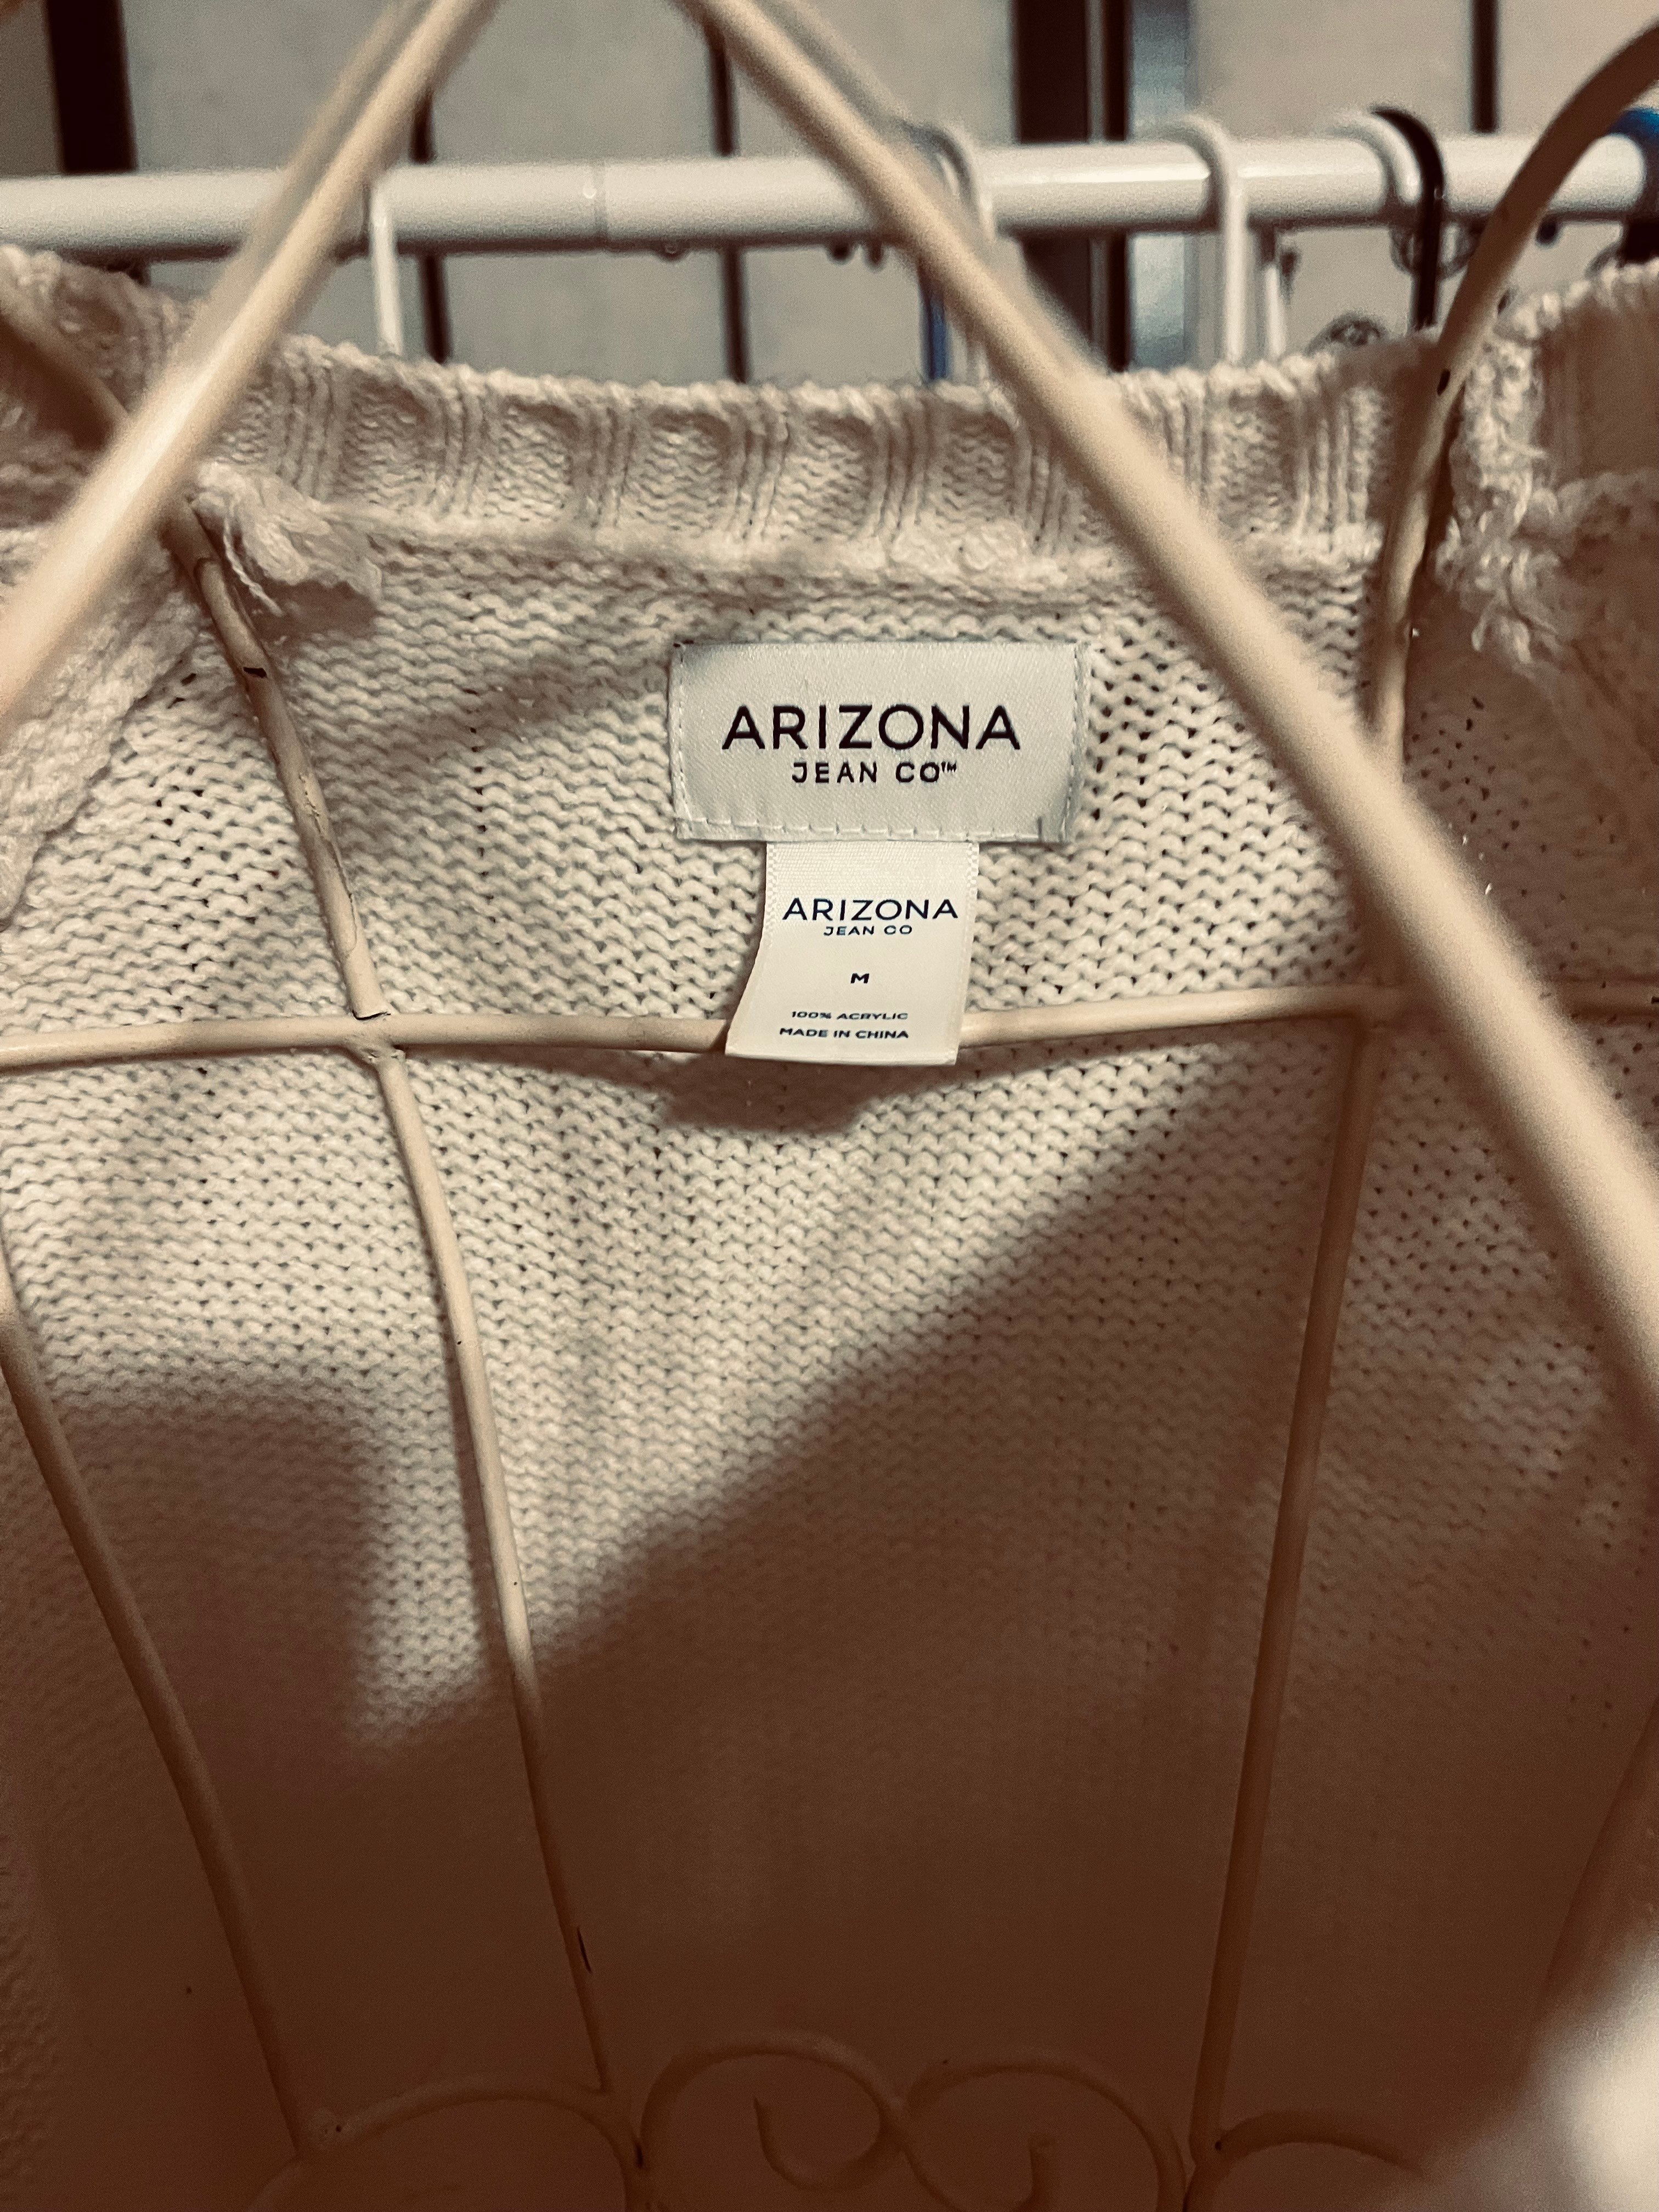 ARIZONA
JEAN CO™
ARIZONA
JEAN CO
M
100% ACRYLIC
MADE IN CHINA